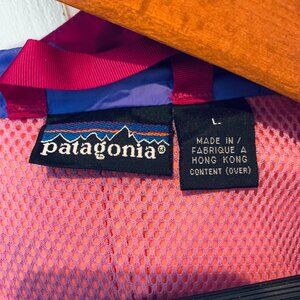 patagonia®
L
MADE IN /
FABRIQUE A
HONG KONG
CONTENT (OVER)